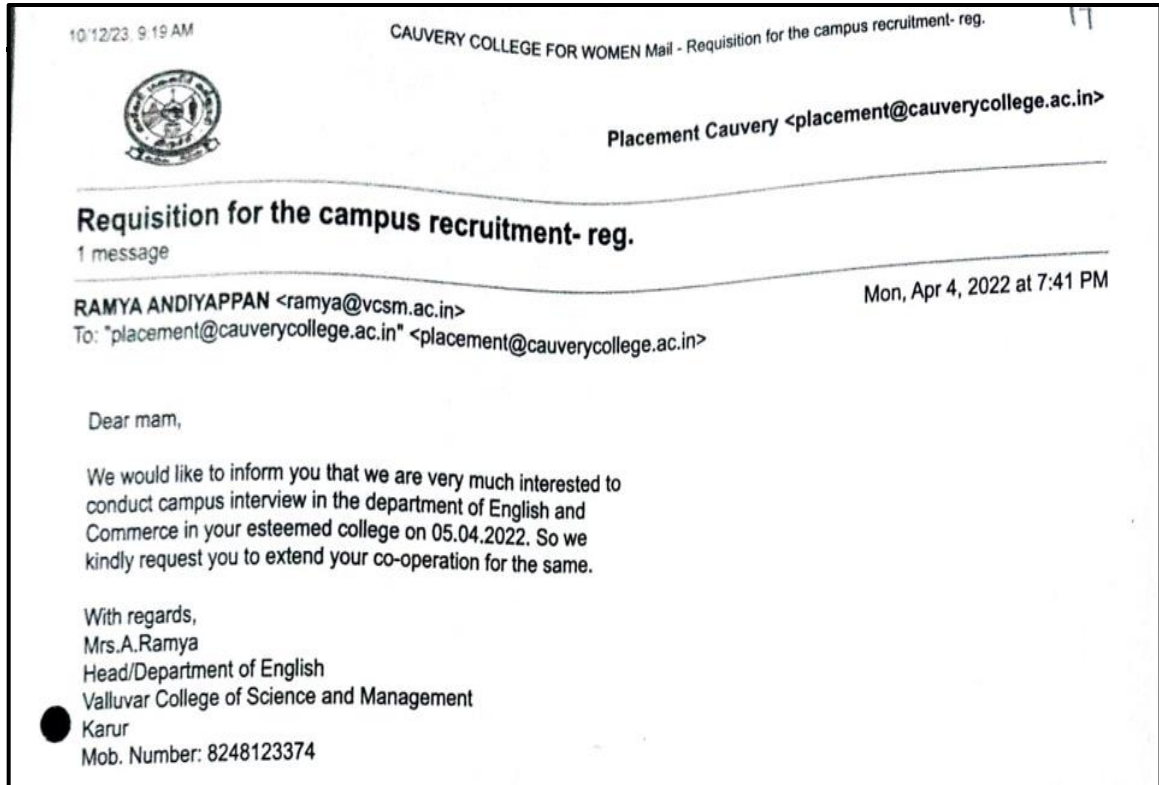 10/12/23, 9:19 AM
CAUVERY COLLEGE FOR WOMEN Mail - Requisition for the campus recruitment- reg.
17
Placement Cauvery <placement@cauverycollege.ac.in>
Requisition for the campus recruitment- reg.
1 message
RAMYA ANDIYAPPAN <ramya@vcsm.ac.in>
Mon, Apr 4, 2022 at 7:41 PM
To: "placement@cauverycollege.ac.in" <placement@cauverycollege.ac.in>
Dear mam,
We would like to inform you that we are very much interested to
conduct campus interview in the department of English and
Commerce in your esteemed college on 05.04.2022. So we
kindly request you to extend your co-operation for the same.
With regards,
Mrs.A.Ramya
Head/Department of English
Valluvar College of Science and Management
Karur
Mob. Number: 8248123374